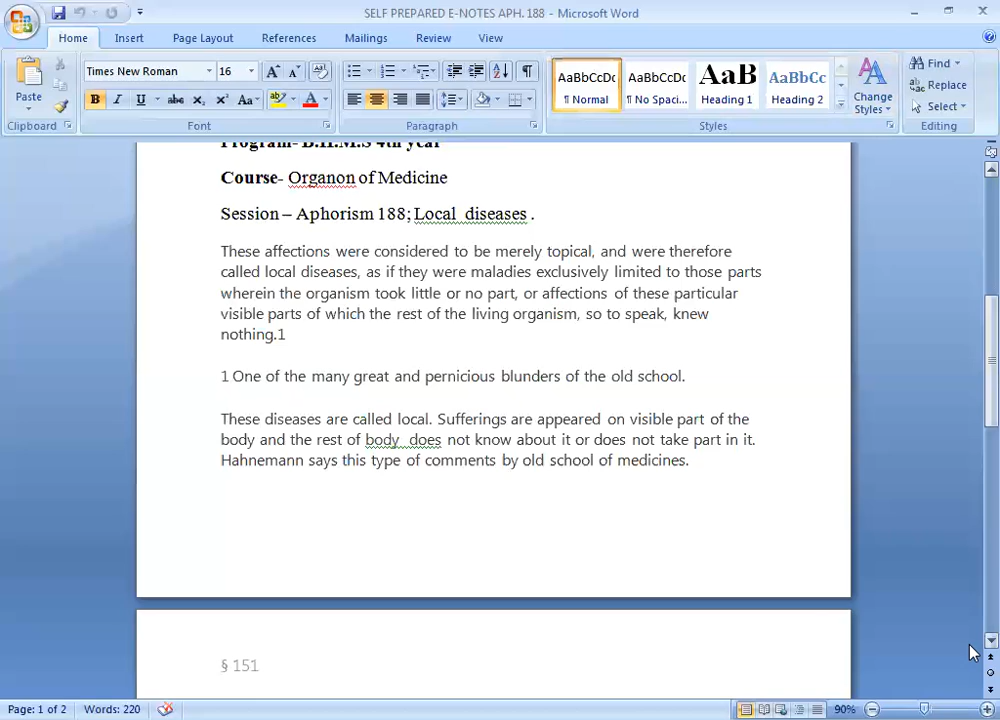 SELF PREPARED E-NOTES APH. 188 - Microsoft Word
Home Insert Page Layout References Mailings Review View
Paste
Times New Roman 16
Clipboard Font Paragraph Styles Editing
AaBbCcDc AaBbCcDc AaB AaBbCc
¶ Normal ¶ No Spaci... Heading 1 Heading 2
Change Styles
Find
Replace
Select
Program- B.H.M.S 4th year
Course- Organon of Medicine
Session – Aphorism 188; Local diseases .
These affections were considered to be merely topical, and were therefore
called local diseases, as if they were maladies exclusively limited to those parts
wherein the organism took little or no part, or affections of these particular
visible parts of which the rest of the living organism, so to speak, knew
nothing.1
1 One of the many great and pernicious blunders of the old school.
These diseases are called local. Sufferings are appeared on visible part of the
body and the rest of body does not know about it or does not take part in it.
Hahnemann says this type of comments by old school of medicines.
§ 151
Page: 1 of 2 Words: 220 90%